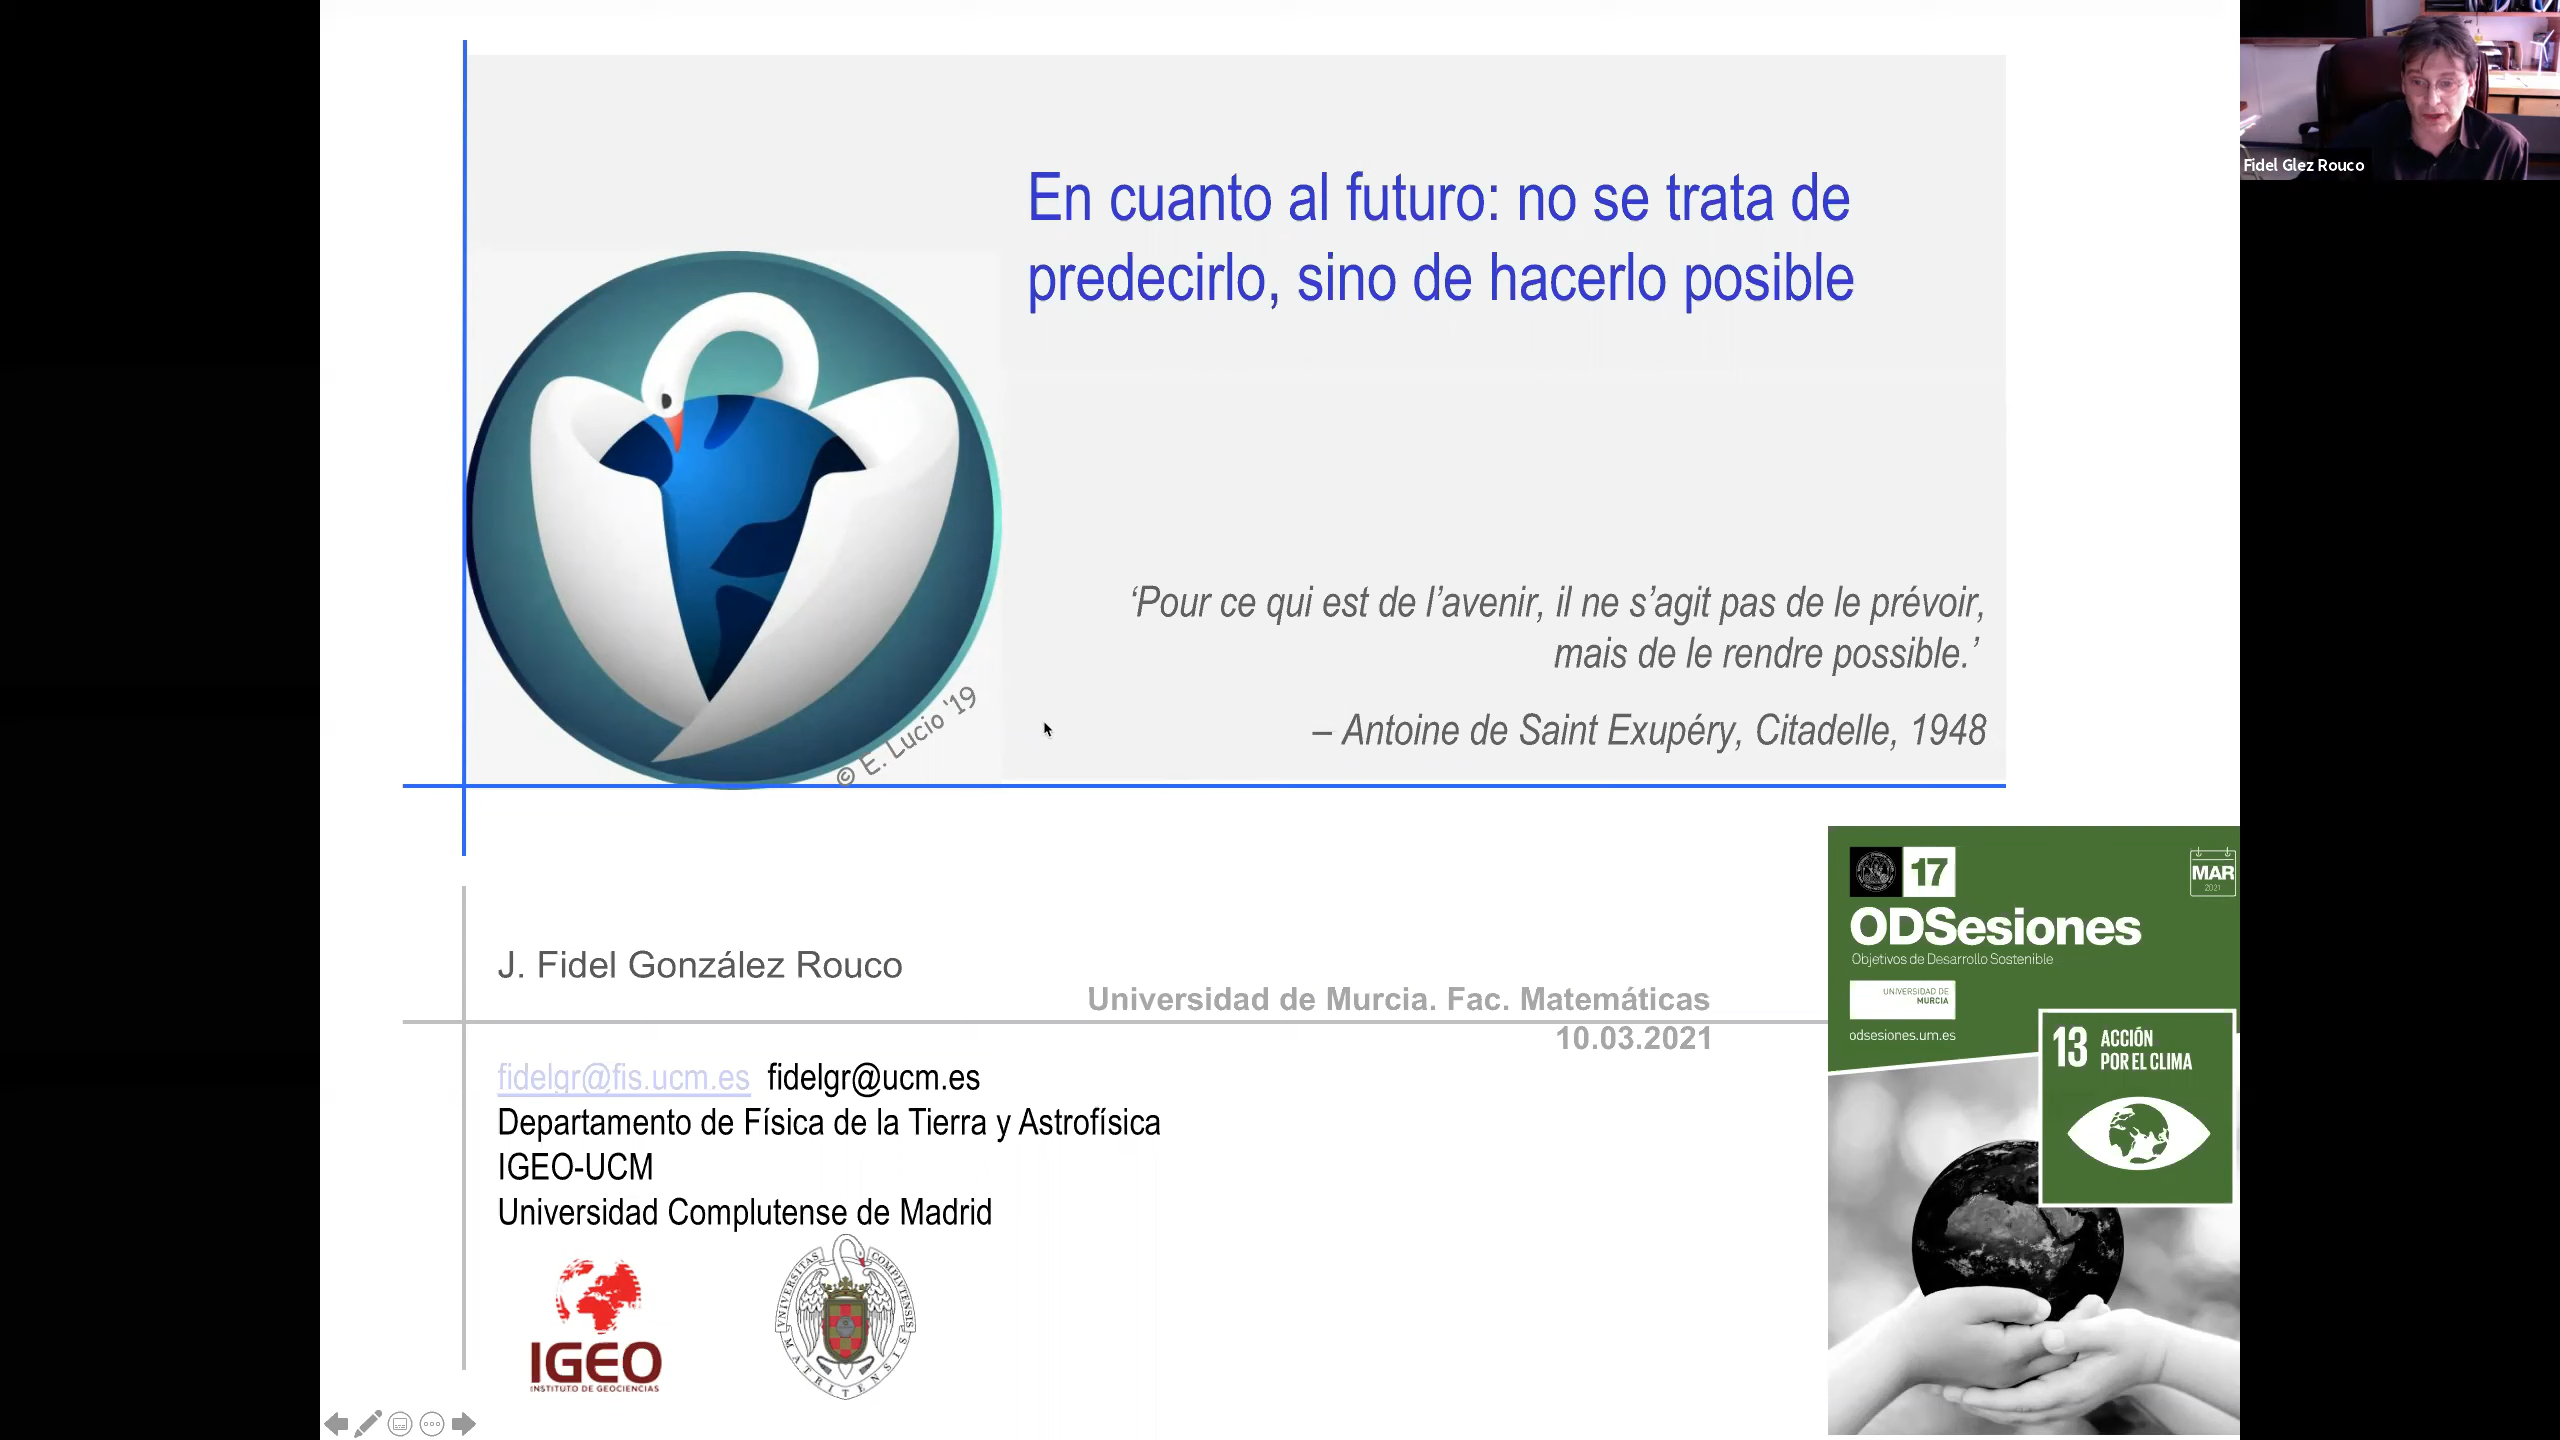 Fidel Glez Rouco
En cuanto al futuro: no se trata de
predecirlo, sino de hacerlo posible
‘Pour ce qui est de l’avenir, il ne s’agit pas de le prévoir,
mais de le rendre possible.’
– Antoine de Saint Exupéry, Citadelle, 1948
© E. Lucio '19
J. Fidel González Rouco
Universidad de Murcia. Fac. Matemáticas
10.03.2021
fidelgr@fis.ucm.es fidelgr@ucm.es
Departamento de Física de la Tierra y Astrofísica
IGEO-UCM
Universidad Complutense de Madrid
IGEO
INSTITUTO DE GEOCIENCIAS
UNIVERSITAS COMPLUTENSIS
MATRITENSIS
17
MAR
2021
ODSesiones
Objetivos de Desarrollo Sostenible
UNIVERSIDAD DE
MURCIA
odsesiones.um.es
13 ACCIÓN
POR EL CLIMA